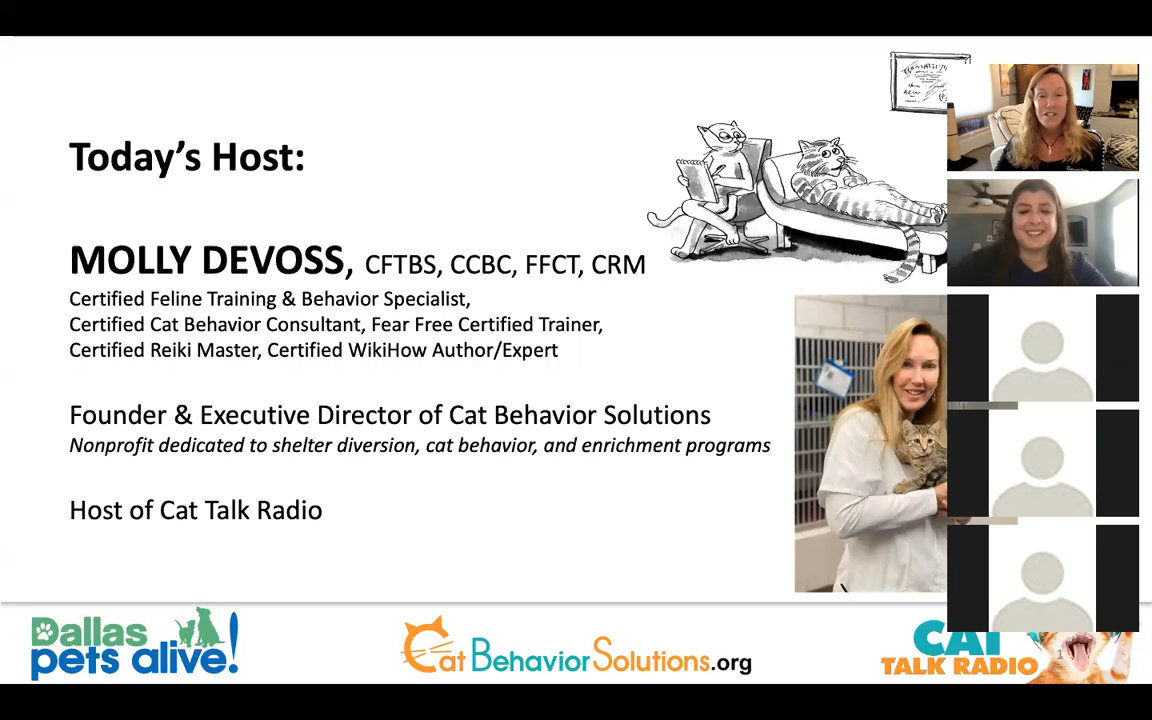 Today's Host:
MOLLY DEVOSS, CFTBS, CCBC, FFCT, CRM
Certified Feline Training & Behavior Specialist,
Certified Cat Behavior Consultant, Fear Free Certified Trainer,
Certified Reiki Master, Certified WikiHow Author/Expert
Founder & Executive Director of Cat Behavior Solutions
Nonprofit dedicated to shelter diversion, cat behavior, and enrichment programs
Host of Cat Talk Radio
Dallas
pets alive!
Cat BehaviorSolutions.org
CAT
TALK RADIO